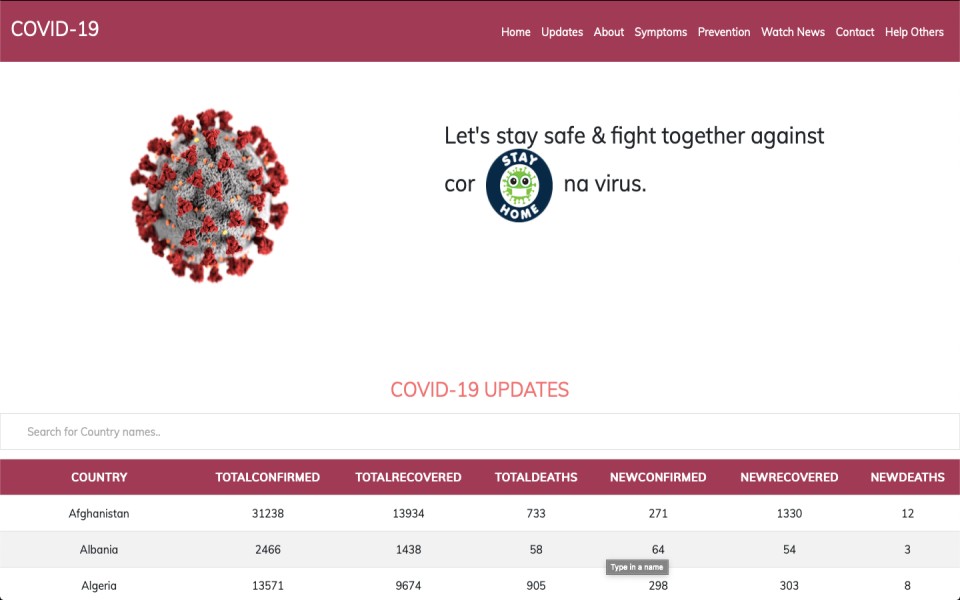 COVID-19
Home Updates About Symptoms Prevention Watch News Contact Help Others
Let's stay safe & fight together against
STAY
cor na virus.
HOME
COVID-19 UPDATES
Search for Country names..
COUNTRY TOTALCONFIRMED TOTALRECOVERED TOTALDEATHS NEWCONFIRMED NEWRECOVERED NEWDEATHS
Afghanistan 31238 13934 733 271 1330 12
Albania 2466 1438 58 64 54 3
Type in a name
Algeria 13571 9674 905 298 303 8